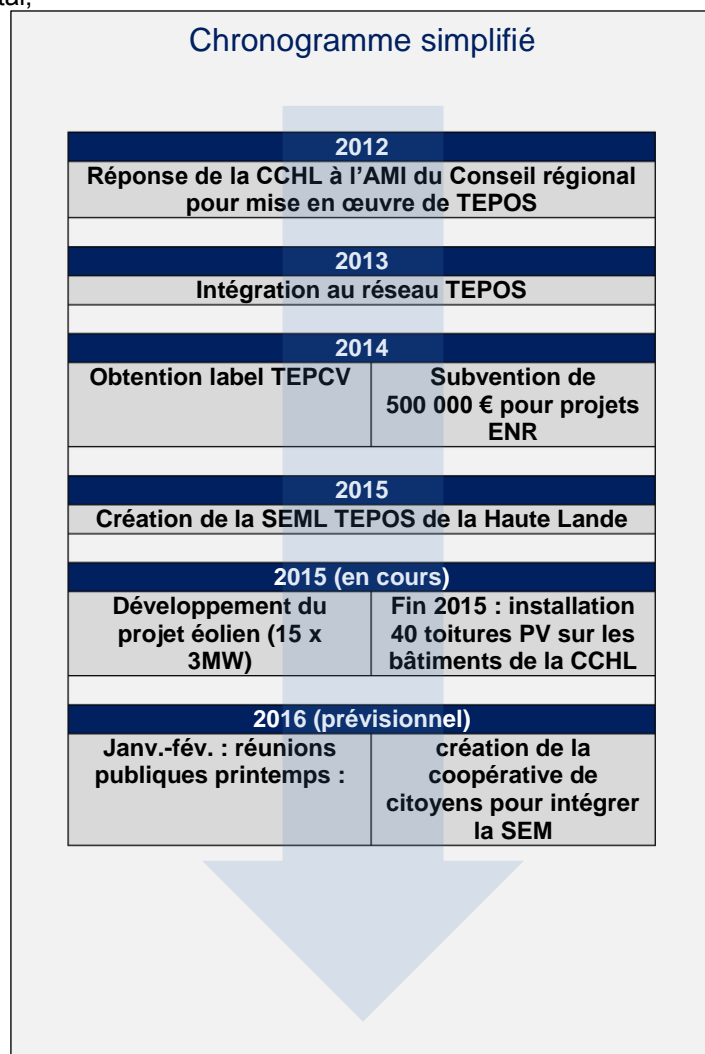 tal,
Chronogramme simplifié
2012
Réponse de la CCHL à l'AMI du Conseil régional
pour mise en œuvre de TEPOS
2013
Intégration au réseau TEPOS
2014
Obtention label TEPCV
Subvention de
500 000 € pour projets
ENR
2015
Création de la SEML TEPOS de la Haute Lande
2015 (en cours)
Développement du
projet éolien (15 x
3MW)
Fin 2015 : installation
40 toitures PV sur les
bâtiments de la CCHL
2016 (prévisionnel)
Janv.-fév. : réunions
publiques printemps :
création de la
coopérative de
citoyens pour intégrer
la SEM